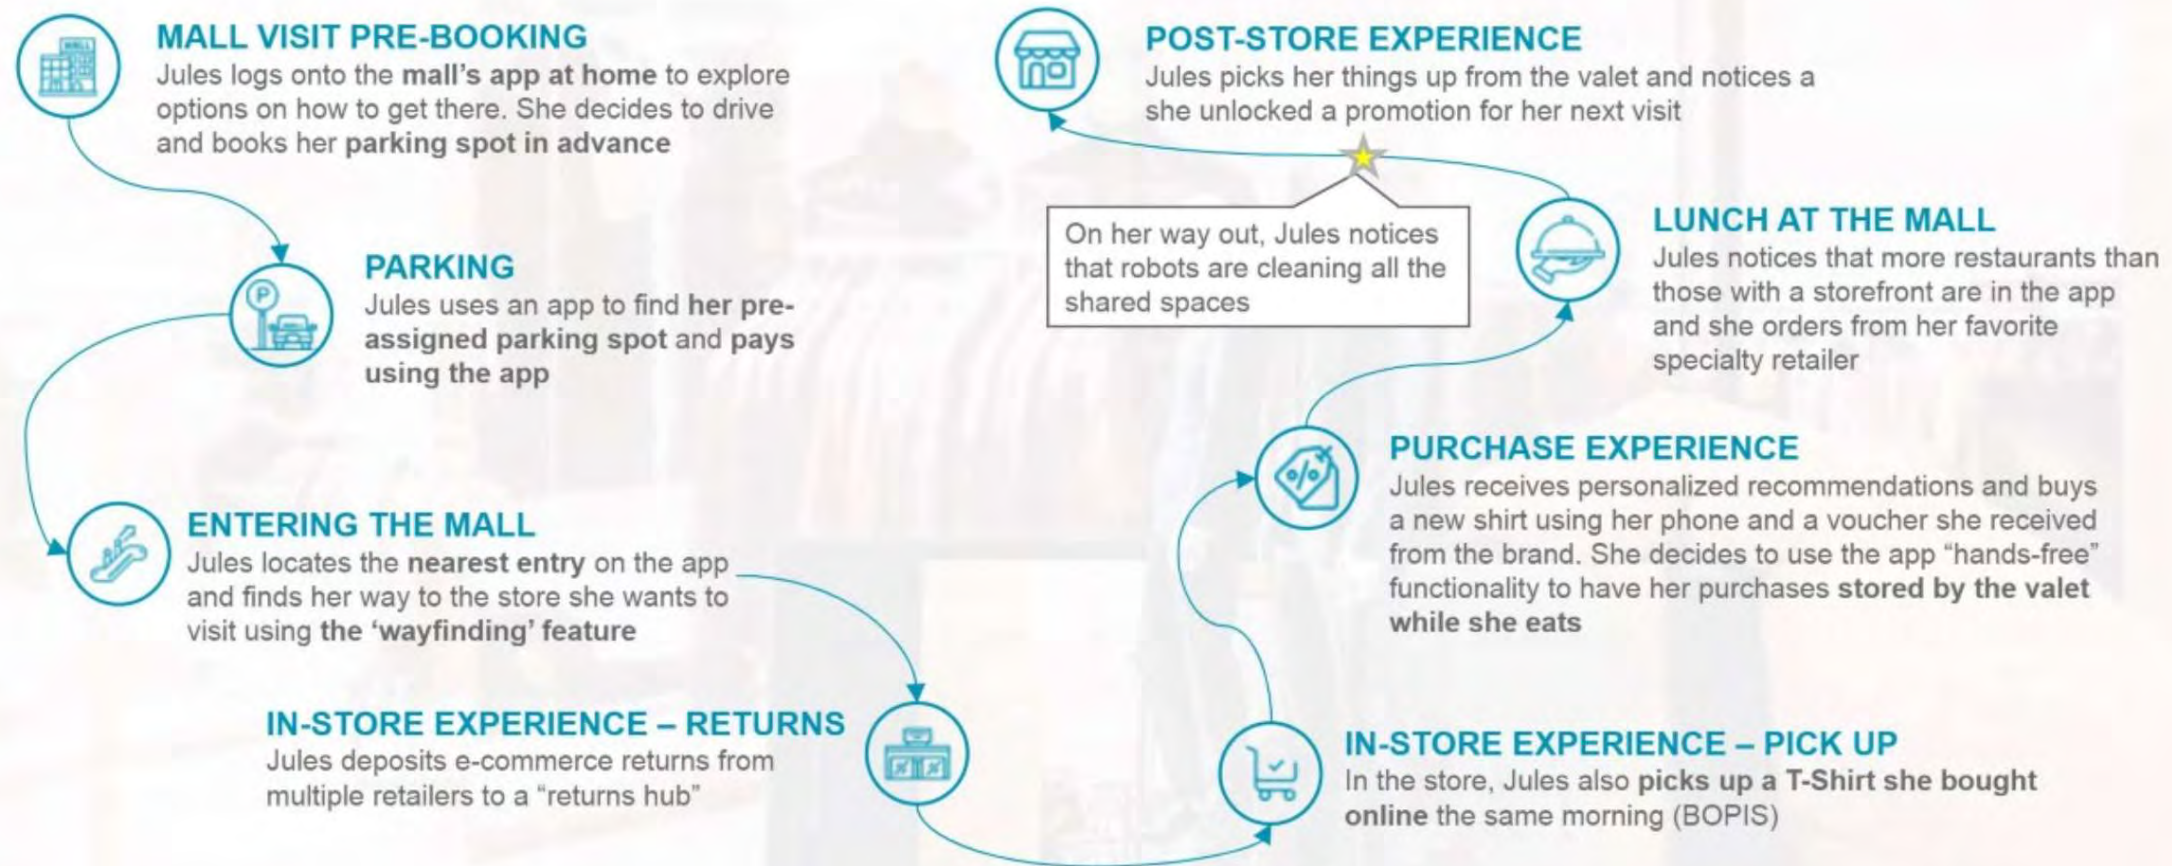 MALL VISIT PRE-BOOKING
Jules logs onto the mall's app at home to explore
options on how to get there. She decides to drive
and books her parking spot in advance
PARKING
Jules uses an app to find her pre-
assigned parking spot and pays
using the app
ENTERING THE MALL
Jules locates the nearest entry on the app
and finds her way to the store she wants to
visit using the ‘wayfinding’ feature
IN-STORE EXPERIENCE – RETURNS
Jules deposits e-commerce returns from
multiple retailers to a “returns hub”
IN-STORE EXPERIENCE – PICK UP
In the store, Jules also picks up a T-Shirt she bought
online the same morning (BOPIS)
PURCHASE EXPERIENCE
Jules receives personalized recommendations and buys
a new shirt using her phone and a voucher she received
from the brand. She decides to use the app “hands-free”
functionality to have her purchases stored by the valet
while she eats
LUNCH AT THE MALL
Jules notices that more restaurants than
those with a storefront are in the app
and she orders from her favorite
specialty retailer
On her way out, Jules notices
that robots are cleaning all the
shared spaces
POST-STORE EXPERIENCE
Jules picks her things up from the valet and notices a
she unlocked a promotion for her next visit
MALL
P